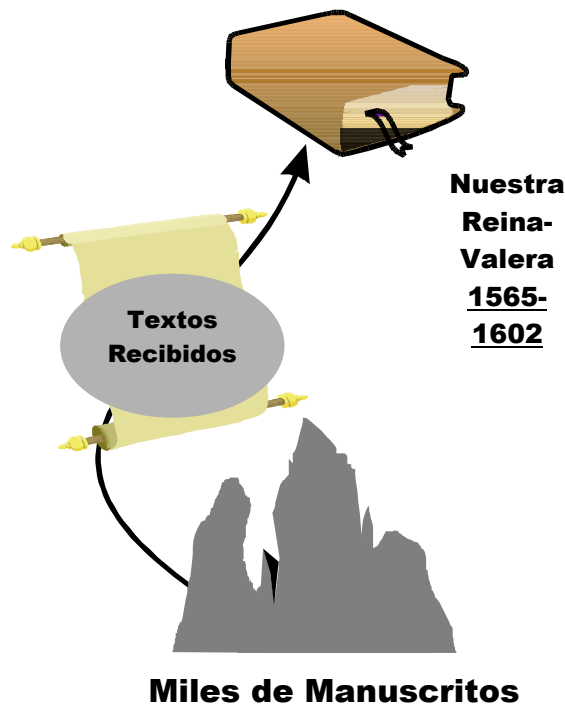 Nuestra
Reina-
Valera
1565-
1602
Textos
Recibidos
Miles de Manuscritos